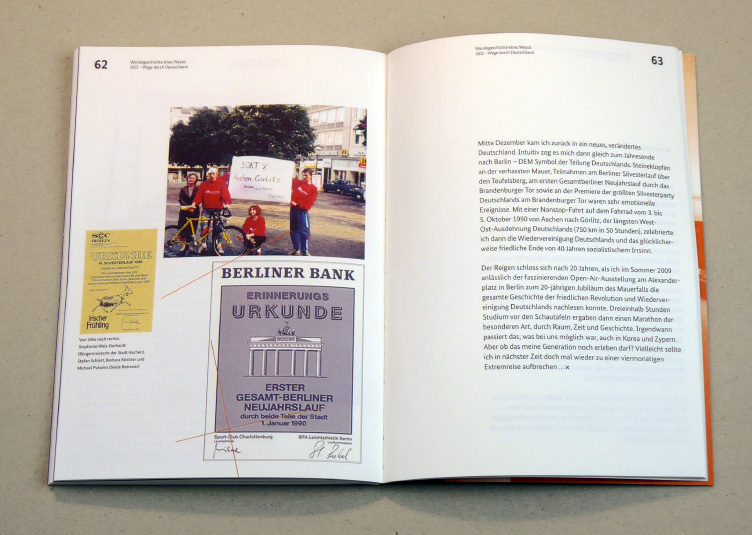 62
Wendegeschichte eines Wessis
SEO – Wege durch Deutschland
Aachen-Görlitz
BERLIN
URKUNDE
Irischer
Frühling
Von links nach rechts:
(Bürgermeisterin der Stadt Aachen),
BERLINER BANK
ERINNERUNGS
URKUNDE
ERSTER
GESAMT-BERLINER
NEUJAHRSLAUF
durch beide Teile der Stadt
1. Januar 1990
Sport-Club Charlottenburg
BFA Leichtathletik Berlin
63
Wendegeschichte eines Wessis
SEO – Wege durch Deutschland
Mitte Dezember kam ich zurück in ein neues, verändertes
Deutschland. Intuitiv zog es mich dann gleich zum Jahresende
nach Berlin – DEM Symbol der Teilung Deutschlands. Steineklopfen
an der verhassten Mauer, Teilnahmen am Berliner Silvesterlauf über
den Teufelsberg, am ersten Gesamtberliner Neujahrslauf durch das
Brandenburger Tor sowie an der Premiere der größten Silvesterparty
Deutschlands am Brandenburger Tor waren sehr emotionelle
Ereignisse. Mit einer Nonstop-Fahrt auf dem Fahrrad vom 3. bis
5. Oktober 1990 von Aachen nach Görlitz, der längsten West-
Ost-Ausdehnung Deutschlands (750 km in 50 Stunden), zelebrierte
ich dann die Wiedervereinigung Deutschlands und das glücklicher-
weise friedliche Ende von 40 Jahren sozialistischem Irrsinn.
Der Reigen schloss sich nach 20 Jahren, als ich im Sommer 2009
anlässlich der faszinierenden Open-Air-Ausstellung am Alexander-
platz in Berlin zum 20-jährigen Jubiläum des Mauerfalls die
gesamte Geschichte der friedlichen Revolution und Wiederver-
einigung Deutschlands nachlesen konnte. Dreieinhalb Stunden
Studium vor den Schautafeln ergaben dann einen Marathon der
besonderen Art, durch Raum, Zeit und Geschichte. Irgendwann
passiert das, was bei uns möglich war, auch in Korea und Zypern.
Aber ob das meine Generation noch erleben darf? Vielleicht sollte
ich in nächster Zeit doch mal wieder zu einer viermonatigen
Extremreise aufbrechen ... ×